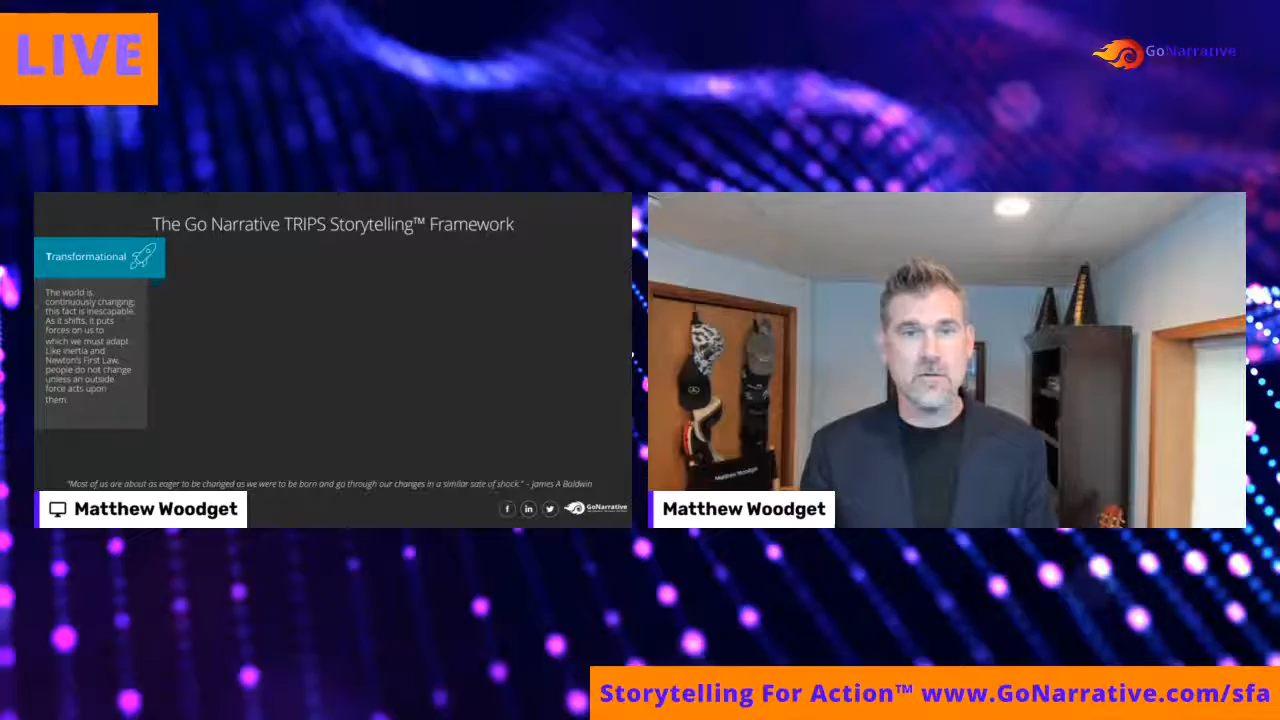 LIVE
GoNarrative
The Go Narrative TRIPS Storytelling™ Framework
Transformational
The world is
continuously changing;
this fact is inescapable.
As it shifts, it puts
forces on us to
which we must adapt.
Like inertia and
Newton's First Law,
people do not change
unless an outside
force acts upon
them.
"Most of us are about as eager to be changed as we were to be born and go through our changes in a similar sate of shock." - James A Baldwin
Matthew Woodget
f
in
GoNarrative
Matthew Woodget
Matthew Woodget
Storytelling For Action™ www.GoNarrative.com/sfa